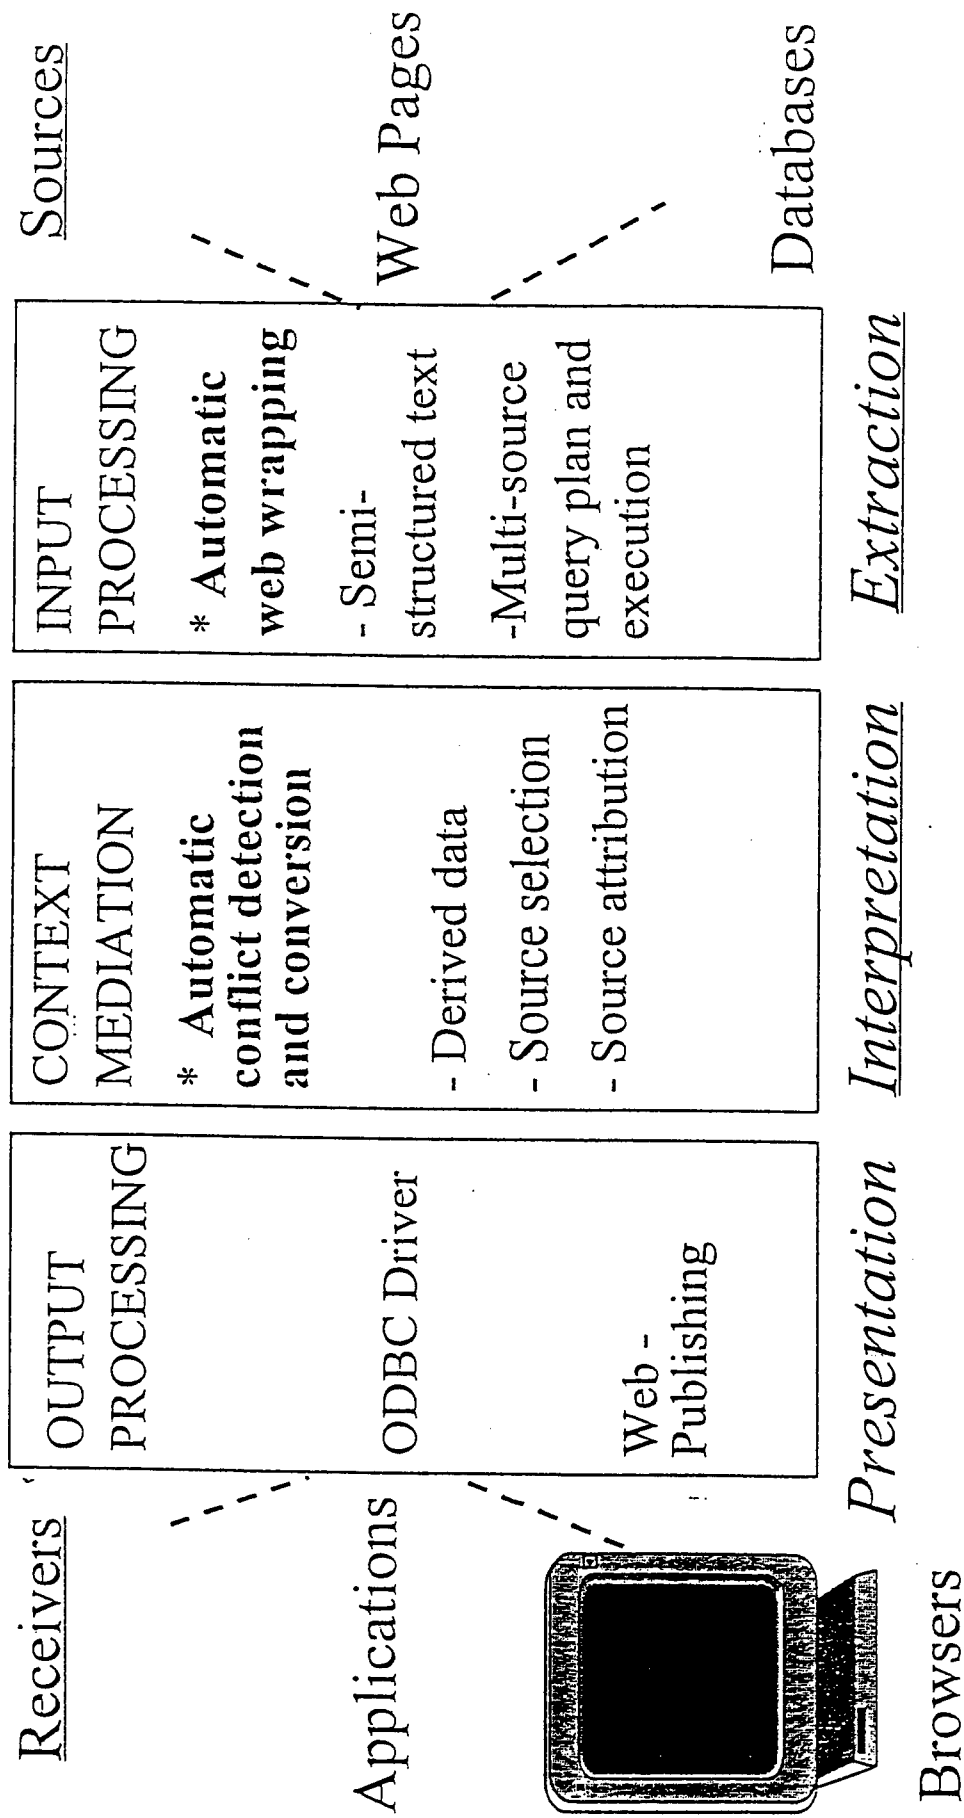 Receivers
Applications
Browsers
OUTPUT
PROCESSING
ODBC Driver
Web -
Publishing
Presentation
CONTEXT
MEDIATION
* Automatic
conflict detection
and conversion
- Derived data
- Source selection
- Source attribution
Interpretation
INPUT
PROCESSING
* Automatic
web wrapping
- Semi-
structured text
-Multi-source
query plan and
execution
Extraction
Sources
Web Pages
Databases